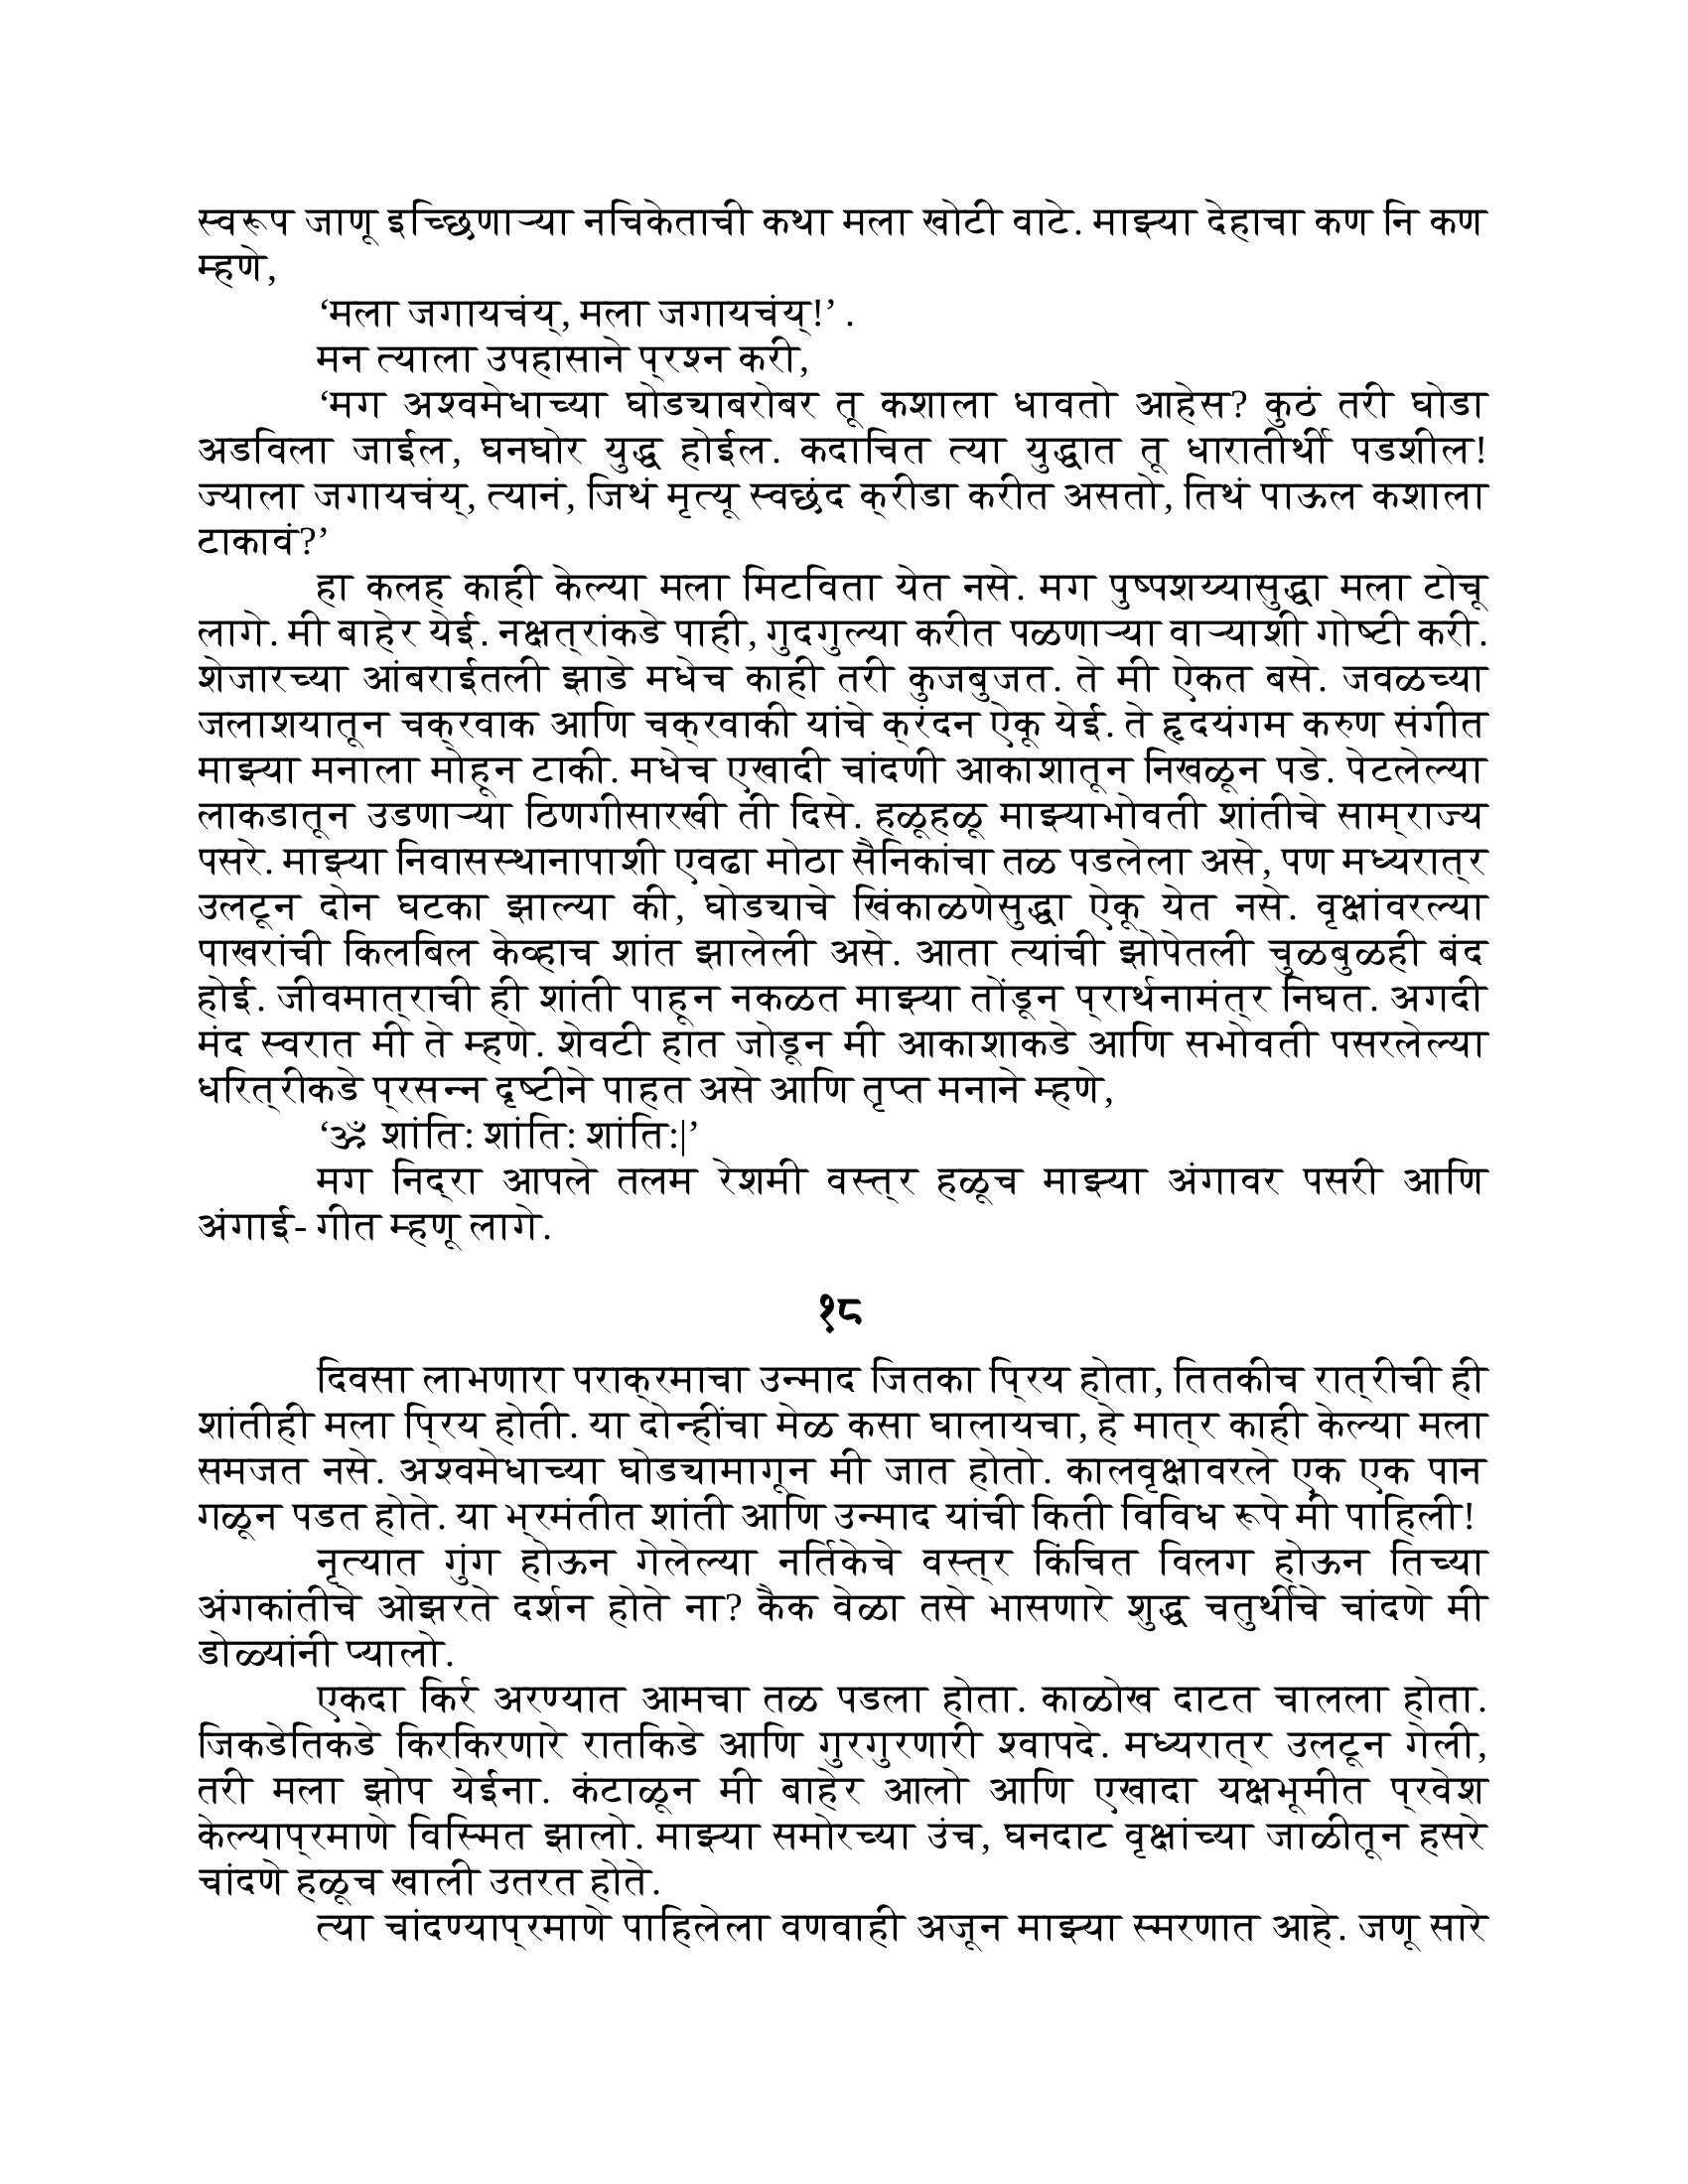 स्वरूप जाणू इच्छिणाऱ्या नचिकेताची कथा मला खोटी वाटे. माझ्या देहाचा कण नि कण
म्हणे,
‘मला जगायचंय्, मला जगायचंय्!’ .
मन त्याला उपहासाने प्रश्न करी,
‘मग अश्वमेधाच्या घोड्याबरोबर तू कशाला धावतो आहेस? कुठं तरी घोडा
अडविला जाईल, घनघोर युद्ध होईल. कदाचित त्या युद्धात तू धारातीर्थी पडशील!
ज्याला जगायचंय्, त्यानं, जिथं मृत्यू स्वछंद क्रीडा करीत असतो, तिथं पाऊल कशाला
टाकावं?’
हा कलह काही केल्या मला मिटविता येत नसे. मग पुष्पशय्यासुद्धा मला टोचू
लागे. मी बाहेर येई. नक्षत्रांकडे पाही, गुदगुल्या करीत पळणाऱ्या वाऱ्याशी गोष्टी करी.
शेजारच्या आंबराईतली झाडे मधेच काही तरी कुजबुजत. ते मी ऐकत बसे. जवळच्या
जलाशयातून चक्रवाक आणि चक्रवाकी यांचे क्रंदन ऐकू येई. ते हृदयंगम करुण संगीत
माझ्या मनाला मोहून टाकी. मधेच एखादी चांदणी आकाशातून निखळून पडे. पेटलेल्या
लाकडातून उडणाऱ्या ठिणगीसारखी ती दिसे. हळूहळू माझ्याभोवती शांतीचे साम्राज्य
पसरे. माझ्या निवासस्थानापाशी एवढा मोठा सैनिकांचा तळ पडलेला असे, पण मध्यरात्र
उलटून दोन घटका झाल्या की, घोड्याचे खिंकाळणेसुद्धा ऐकू येत नसे. वृक्षांवरल्या
पाखरांची किलबिल केव्हाच शांत झालेली असे. आता त्यांची झोपेतली चुळबुळही बंद
होई. जीवमात्राची ही शांती पाहून नकळत माझ्या तोंडून प्रार्थनामंत्र निघत. अगदी
मंद स्वरात मी ते म्हणे. शेवटी हात जोडून मी आकाशाकडे आणि सभोवती पसरलेल्या
धरित्रीकडे प्रसन्न दृष्टीने पाहत असे आणि तृप्त मनाने म्हणे,
‘ॐ शांतिः शांतिः शांतिः|’
मग निद्रा आपले तलम रेशमी वस्त्र हळूच माझ्या अंगावर पसरी आणि
अंगाई- गीत म्हणू लागे.
१८
दिवसा लाभणारा पराक्रमाचा उन्माद जितका प्रिय होता, तितकीच रात्रीची ही
शांतीही मला प्रिय होती. या दोन्हींचा मेळ कसा घालायचा, हे मात्र काही केल्या मला
समजत नसे. अश्वमेधाच्या घोड्यामागून मी जात होतो. कालवृक्षावरले एक एक पान
गळून पडत होते. या भ्रमंतीत शांती आणि उन्माद यांची किती विविध रूपे मी पाहिली!
नृत्यात गुंग होऊन गेलेल्या नर्तिकेचे वस्त्र किंचित विलग होऊन तिच्या
अंगकांतीचे ओझरते दर्शन होते ना? कैक वेळा तसे भासणारे शुद्ध चतुर्थीचे चांदणे मी
डोळ्यांनी प्यालो.
एकदा किर्र अरण्यात आमचा तळ पडला होता. काळोख दाटत चालला होता.
जिकडेतिकडे किरकिरणारे रातकिडे आणि गुरगुरणारी श्वापदे. मध्यरात्र उलटून गेली,
तरी मला झोप येईना. कंटाळून मी बाहेर आलो आणि एखादा यक्षभूमीत प्रवेश
केल्याप्रमाणे विस्मित झालो. माझ्या समोरच्या उंच, घनदाट वृक्षांच्या जाळीतून हसरे
चांदणे हळूच खाली उतरत होते.
त्या चांदण्याप्रमाणे पाहिलेला वणवाही अजून माझ्या स्मरणात आहे. जणू सारे